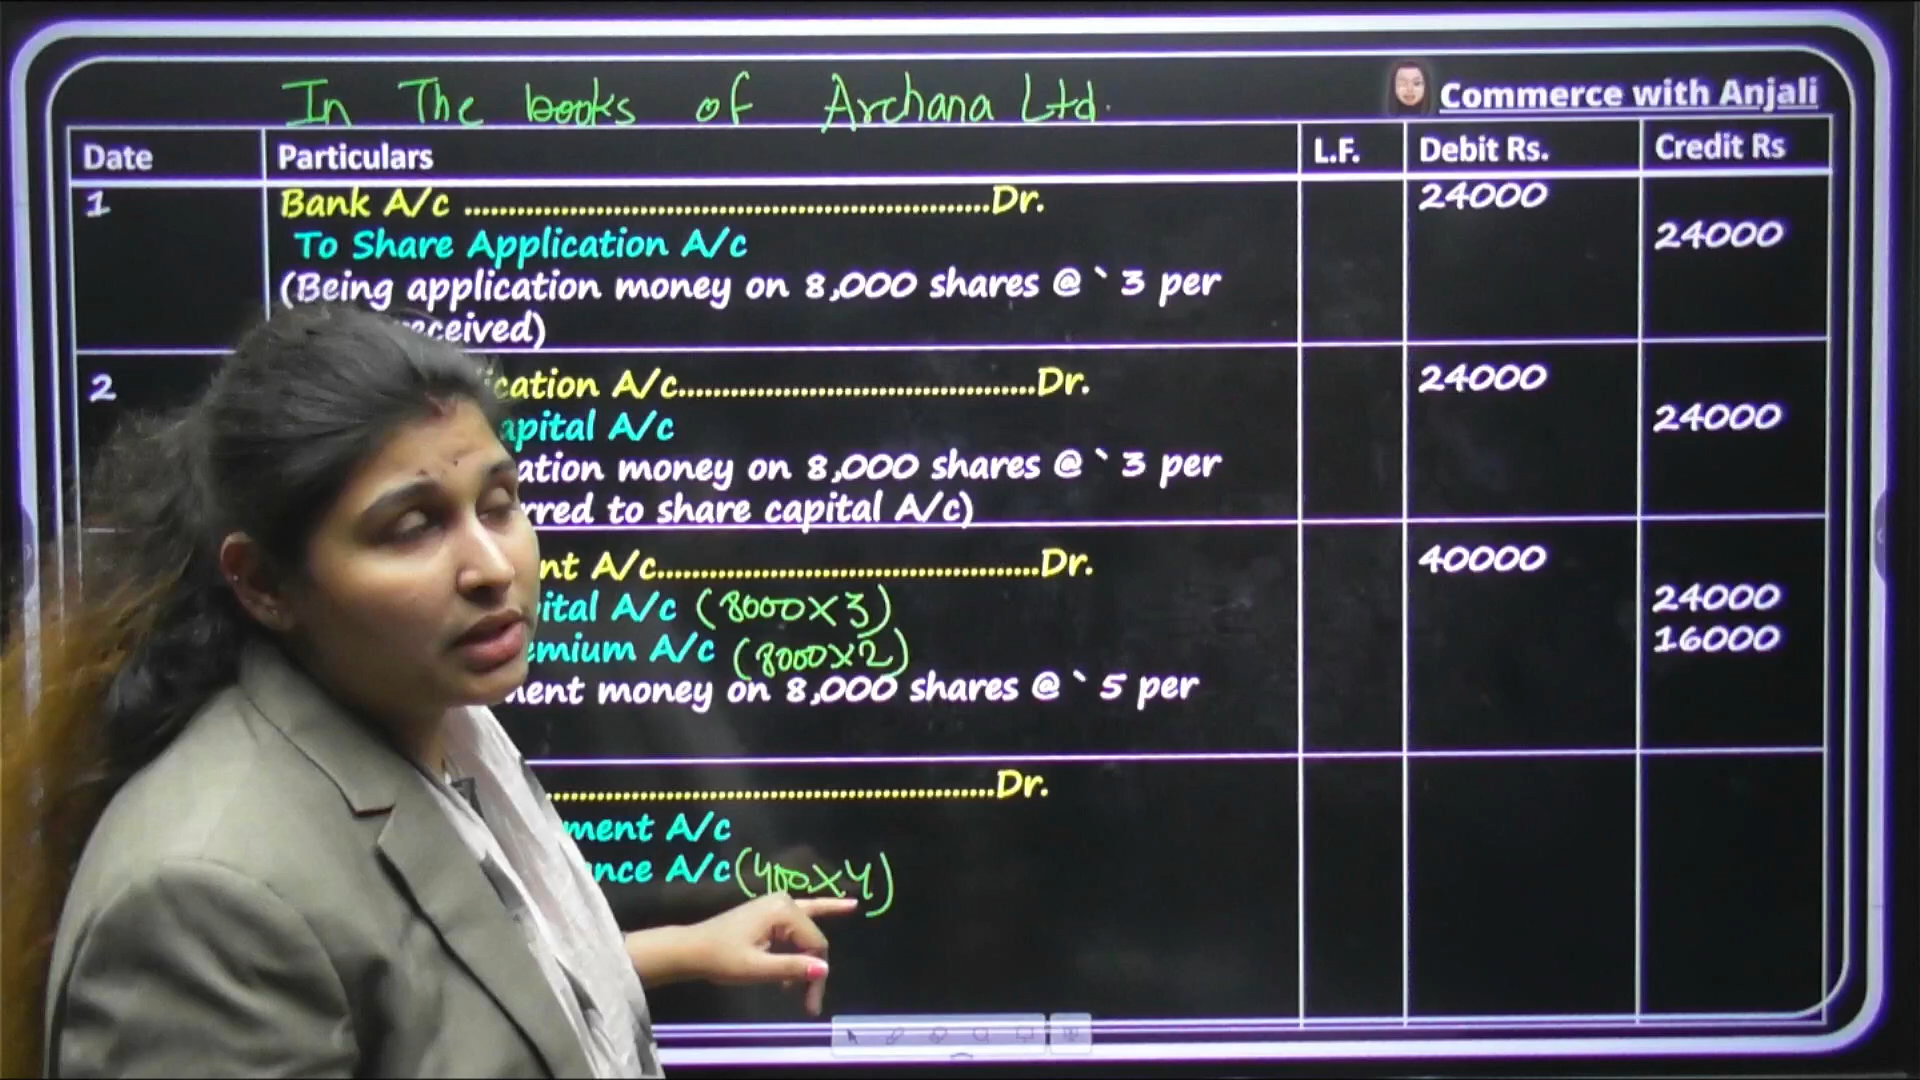 In The books of Archana Ltd.
Commerce with Anjali
Date Particulars L.F. Debit Rs. Credit Rs
1 Bank A/c ............................................................Dr. 24000
To Share Application A/c 24000
(Being application money on 8,000 shares @ ` 3 per
received)
2 ication A/c........................................Dr. 24000
apital A/c 24000
ation money on 8,000 shares @ ` 3 per
rred to share capital A/c)
nt A/c...........................................Dr. 40000
ital A/c (8000X3) 24000
emium A/c (8000X2) 16000
ment money on 8,000 shares @ ` 5 per
....................................................Dr.
ment A/c
nce A/c (400X4)